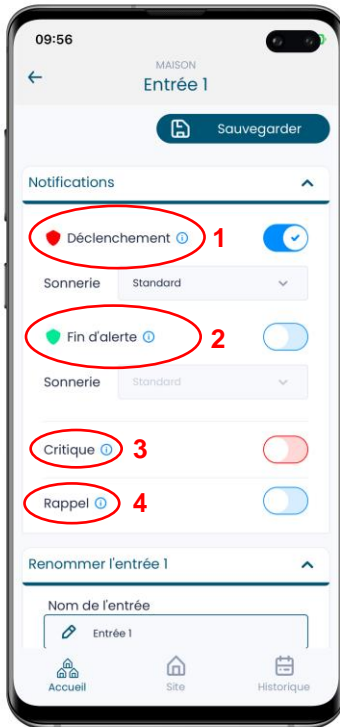 09:56
MAISON
Entrée 1
Sauvegarder
Notifications
Déclenchement 1
Sonnerie Standard
Fin d'alerte 2
Sonnerie Standard
Critique 3
Rappel 4
Renommer l'entrée 1
Nom de l'entrée
Entrée 1
Accueil Site Historique